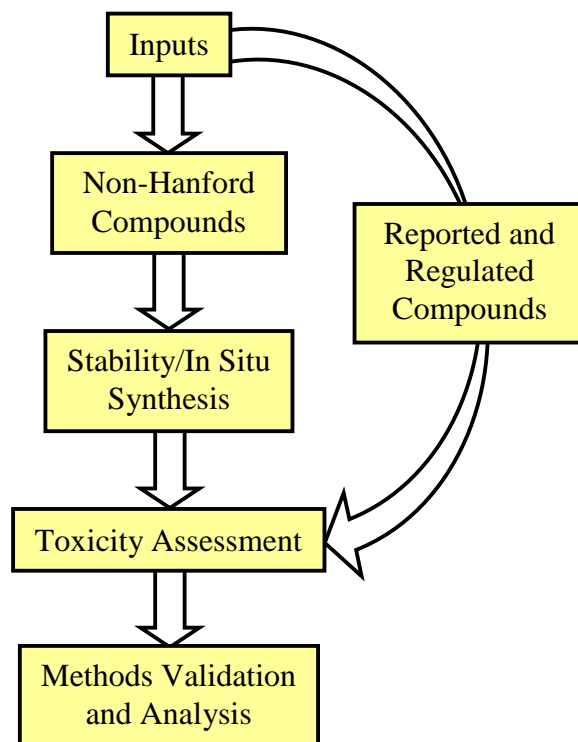 Inputs
Non-Hanford
Compounds
Reported and
Regulated
Compounds
Stability/In Situ
Synthesis
Toxicity Assessment
Methods Validation
and Analysis